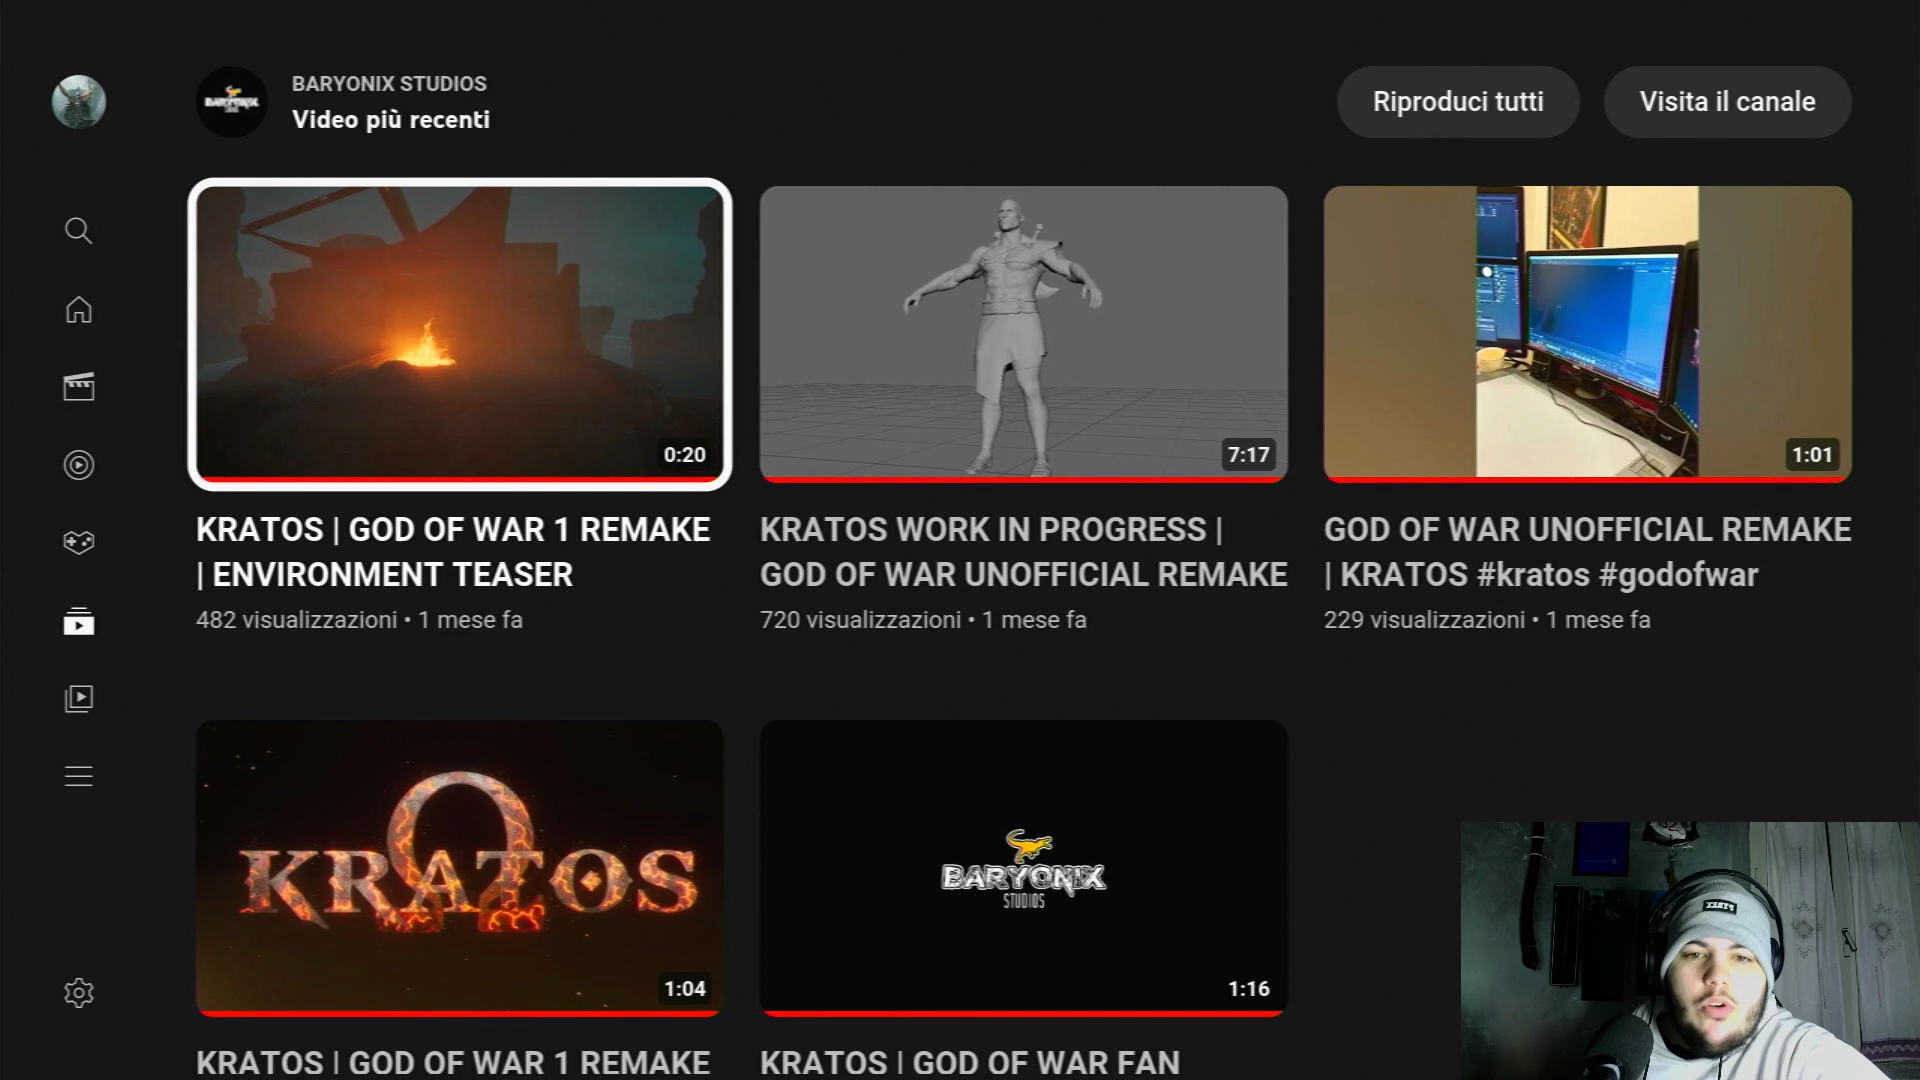 BARYONIX STUDIOS
Video più recenti
Riproduci tutti
Visita il canale
0:20
7:17
1:01
KRATOS | GOD OF WAR 1 REMAKE
| ENVIRONMENT TEASER
482 visualizzazioni • 1 mese fa
KRATOS WORK IN PROGRESS |
GOD OF WAR UNOFFICIAL REMAKE
720 visualizzazioni • 1 mese fa
GOD OF WAR UNOFFICIAL REMAKE
| KRATOS #kratos #godofwar
229 visualizzazioni • 1 mese fa
KRATOS
1:04
BARYONIX
STUDIOS
1:16
KRATOS | GOD OF WAR 1 REMAKE
KRATOS | GOD OF WAR FAN